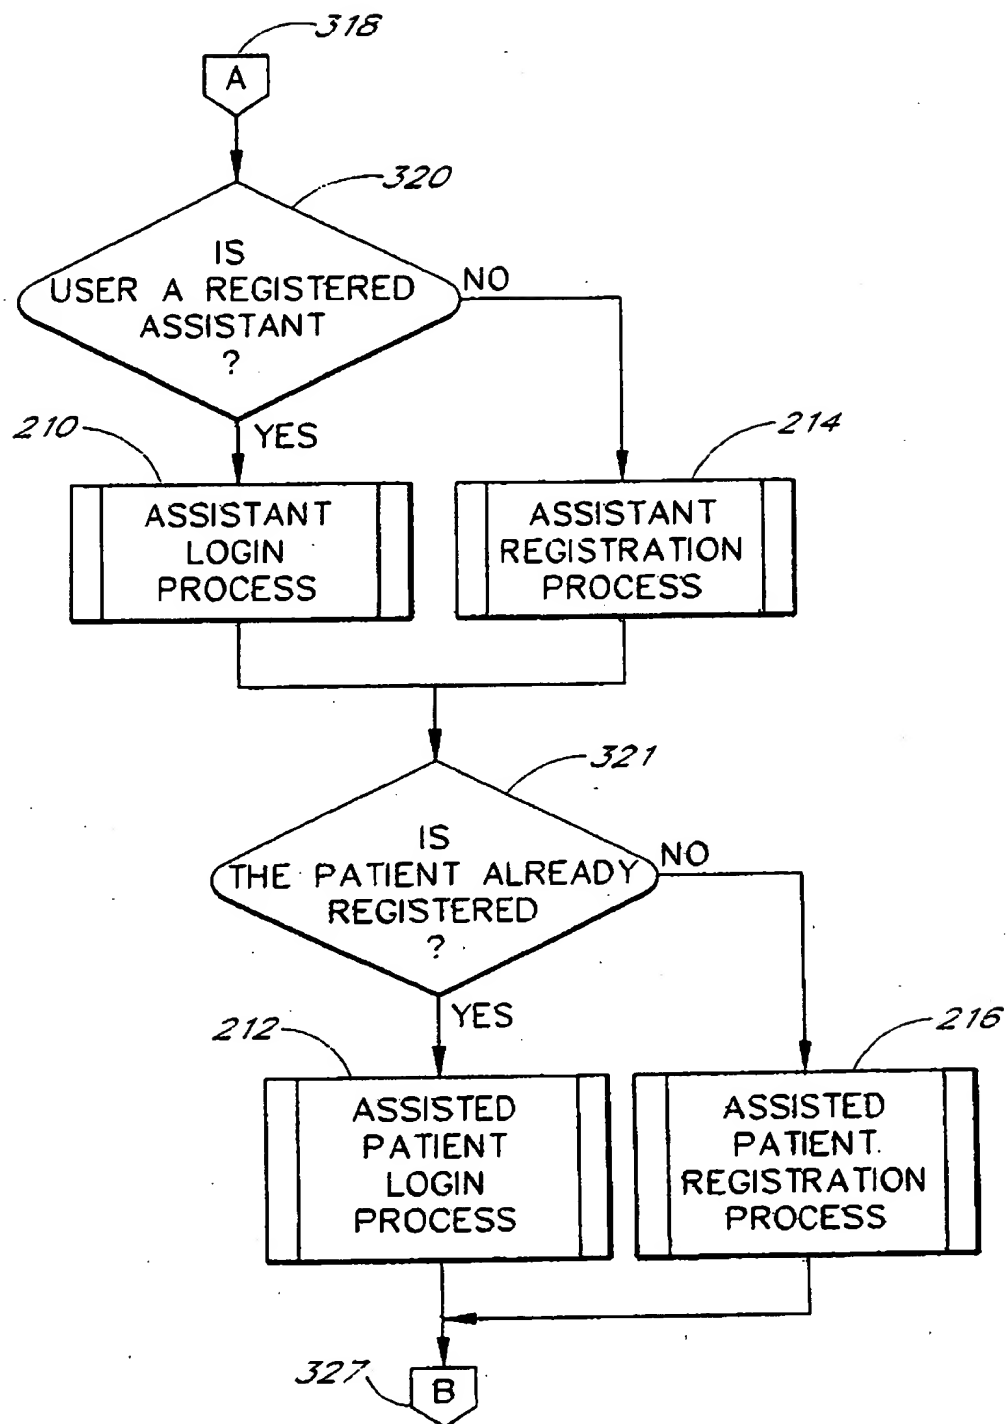 318
A
320
IS
USER A REGISTERED
ASSISTANT
?
NO
YES
210
214
ASSISTANT
LOGIN
PROCESS
ASSISTANT
REGISTRATION
PROCESS
321
IS
THE PATIENT ALREADY
REGISTERED
?
NO
YES
212
216
ASSISTED
PATIENT
LOGIN
PROCESS
ASSISTED
PATIENT
REGISTRATION
PROCESS
327
B